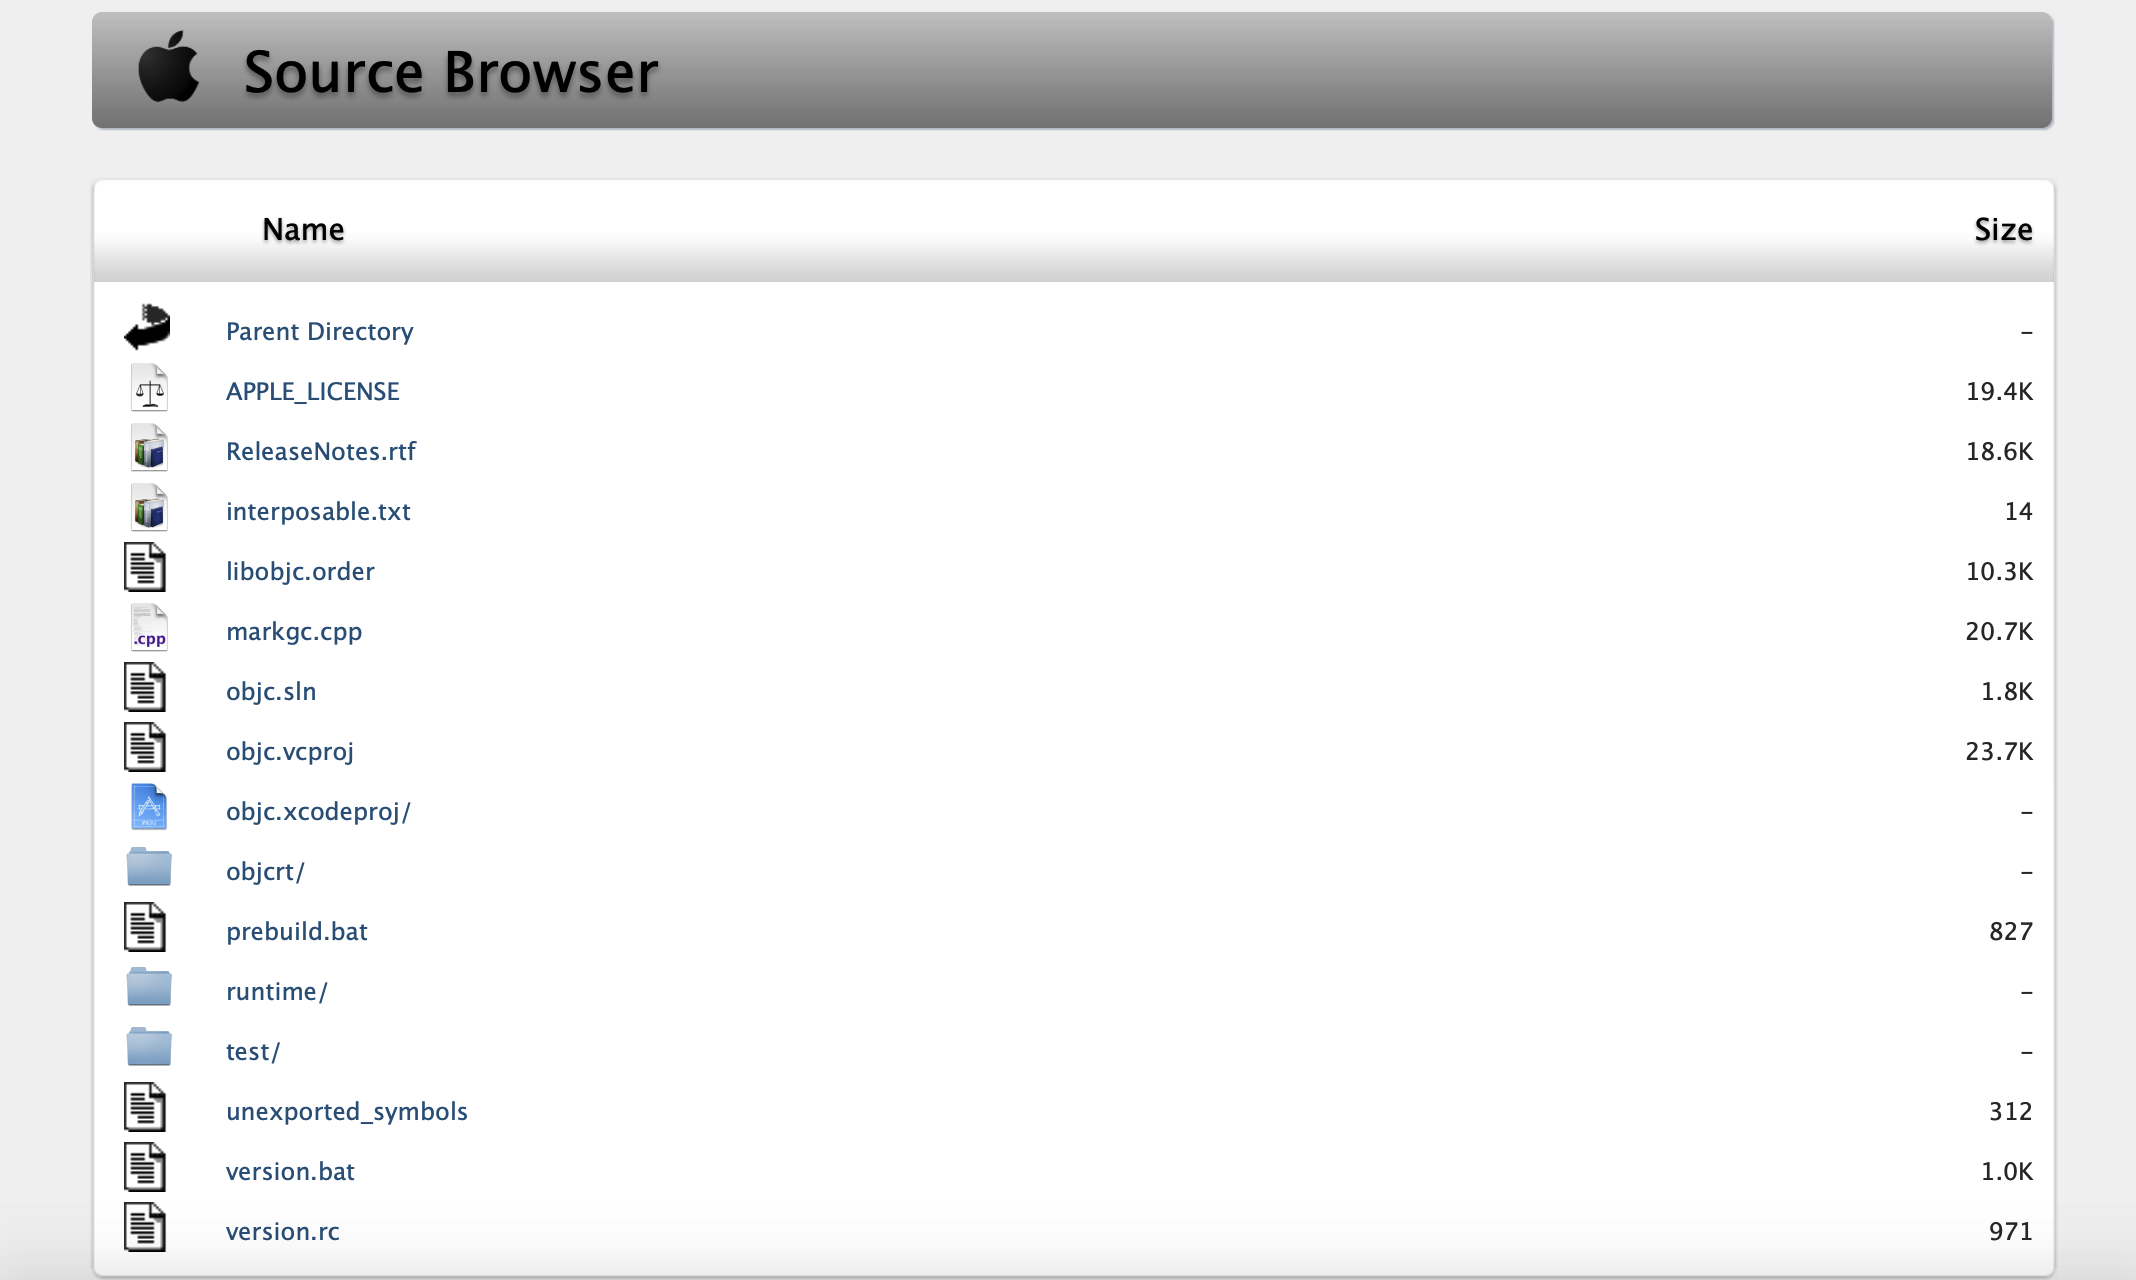 Source Browser
Name Size
Parent Directory –
APPLE_LICENSE 19.4K
ReleaseNotes.rtf 18.6K
interposable.txt 14
libobjc.order 10.3K
.cpp markgc.cpp 20.7K
objc.sln 1.8K
objc.vcproj 23.7K
objc.xcodeproj/ –
objcrt/ –
prebuild.bat 827
runtime/ –
test/ –
unexported_symbols 312
version.bat 1.0K
version.rc 971